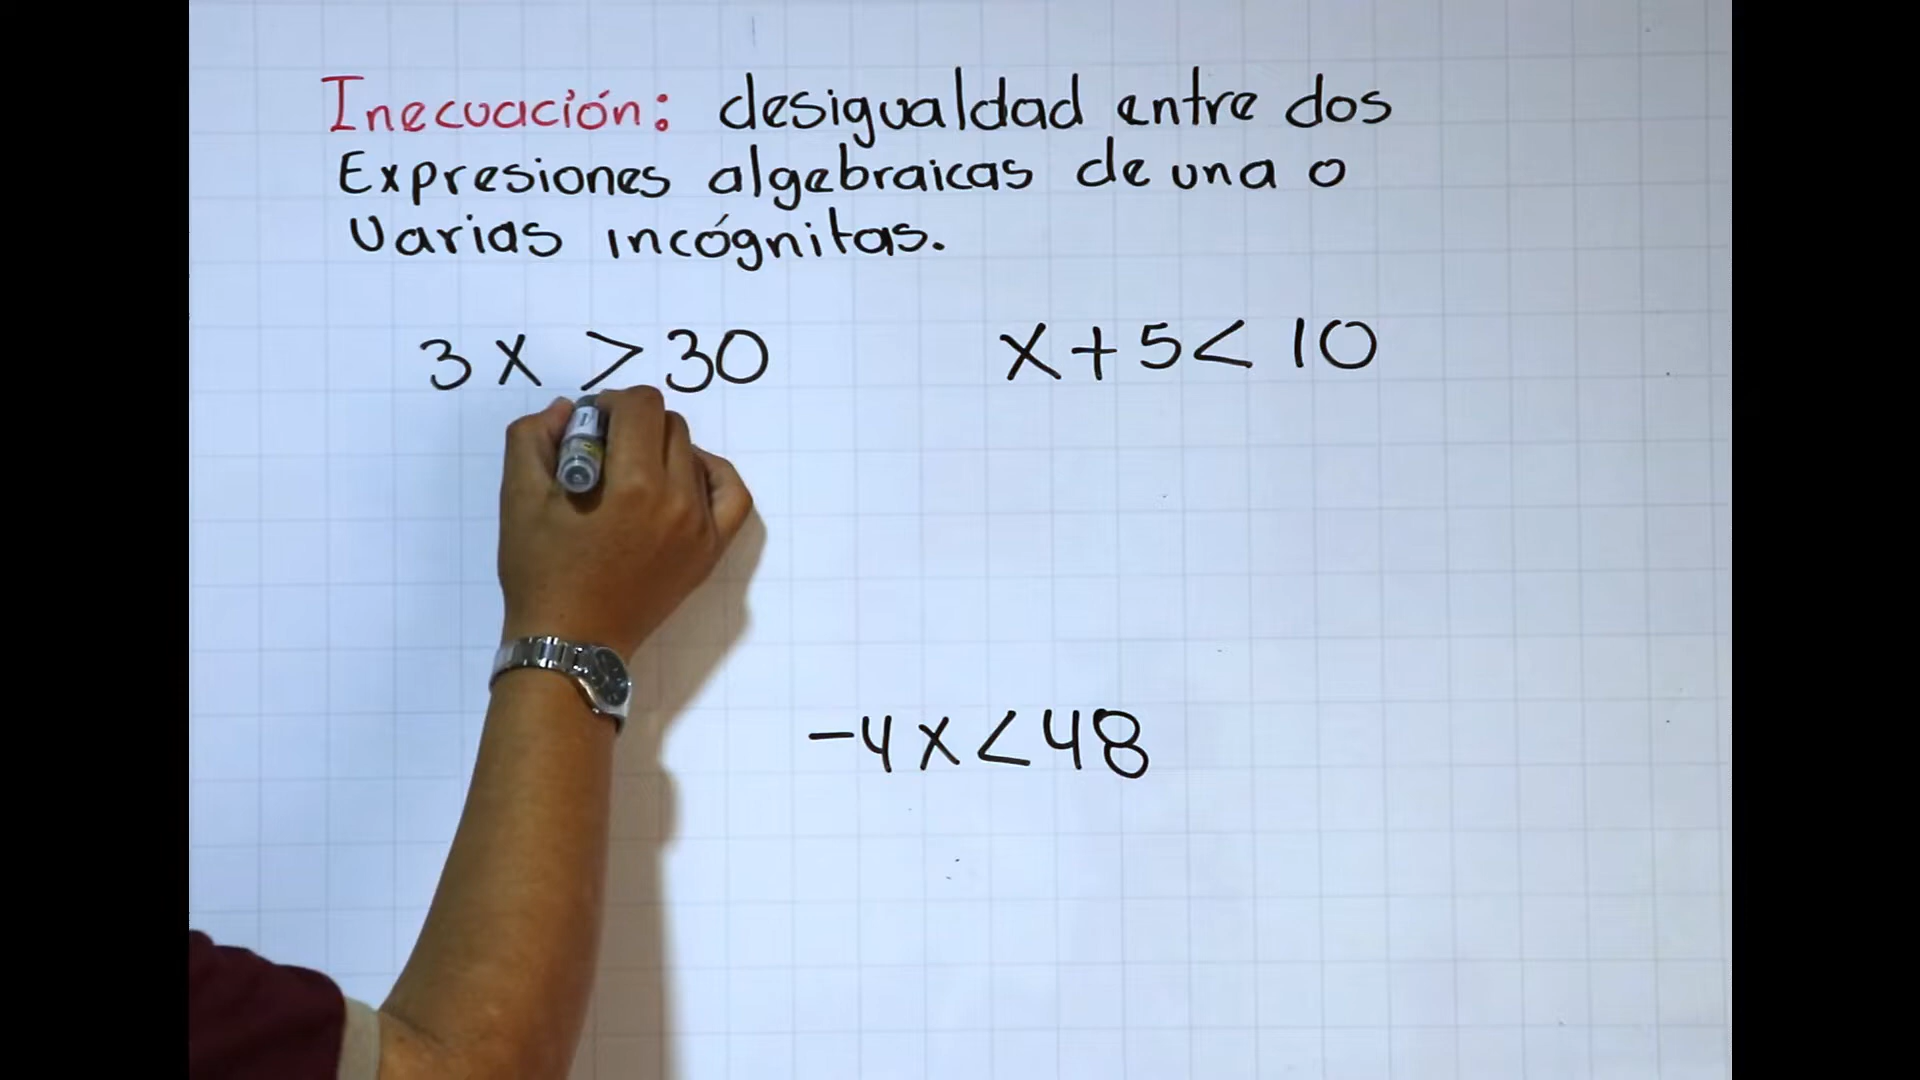 Inecuación: desigualdad entre dos
Expresiones algebraicas de una o
Varias incógnitas.
3x > 30
x + 5 < 10
-4x < 48